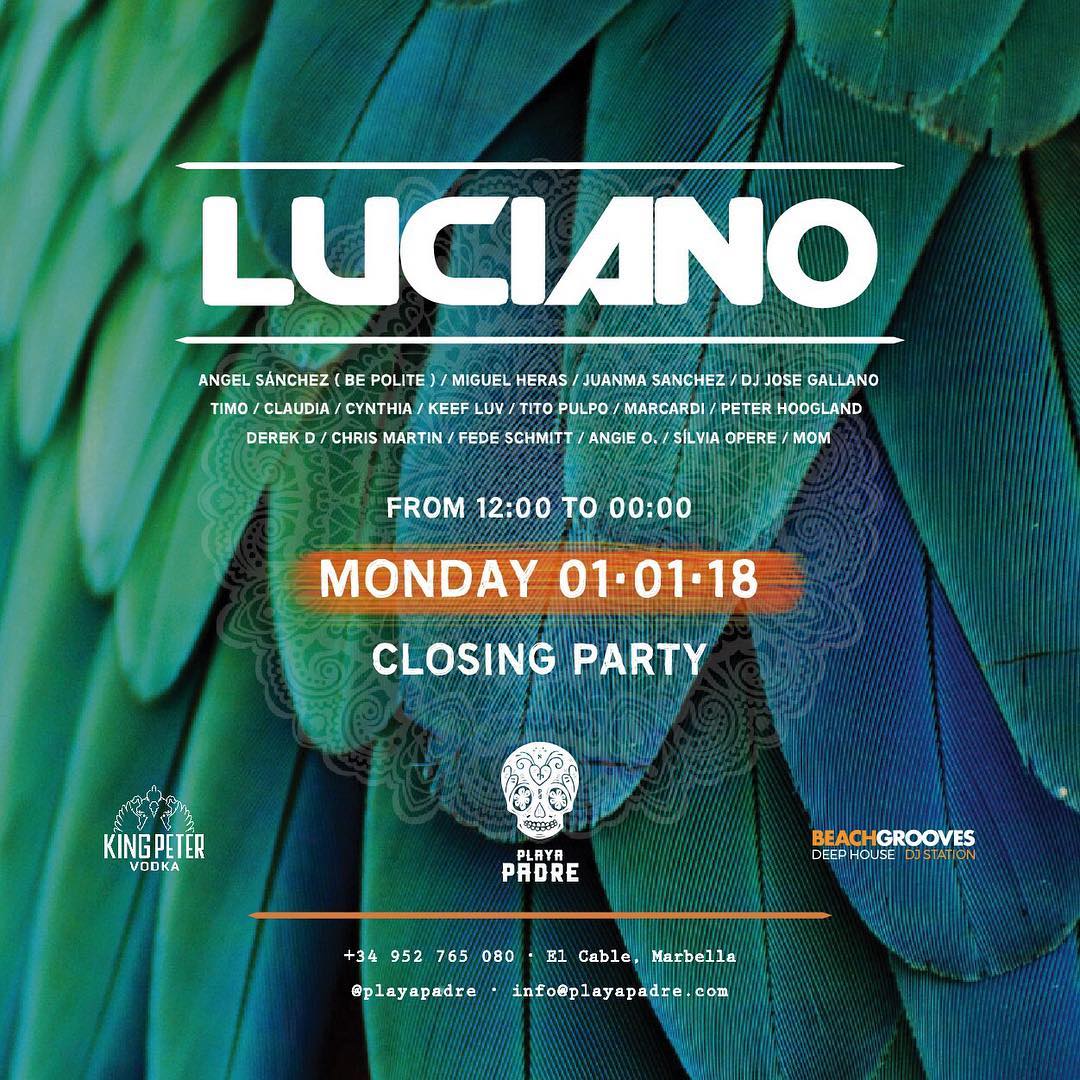 LUCIANO
ANGEL SÁNCHEZ ( BE POLITE ) / MIGUEL HERAS / JUANMA SANCHEZ / DJ JOSE GALLANO
TIMO / CLAUDIA / CYNTHIA / KEEF LUV / TITO PULPO / MARCARDI / PETER HOOGLAND
DEREK D / CHRIS MARTIN / FEDE SCHMITT / ANGIE O. / SÍLVIA OPERE / MOM
FROM 12:00 TO 00:00
MONDAY 01·01·18
CLOSING PARTY
KING PETER
VODKA
PLAYA
PADRE
BEACHGROOVES
DEEP HOUSE DJ STATION
+34 952 765 080 · El Cable, Marbella
@playapadre · info@playapadre.com